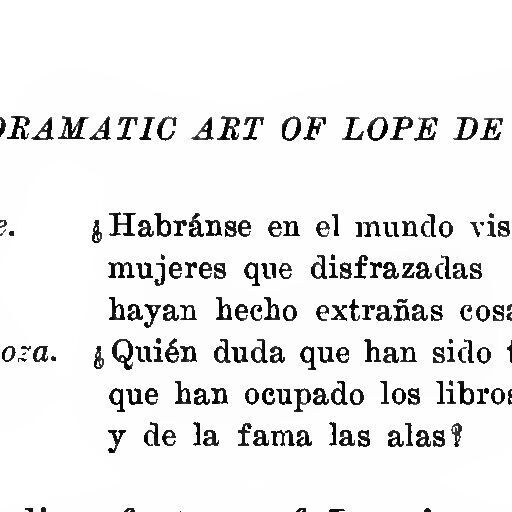 DRAMATIC ART OF LOPE DE
e. ¿Habránse en el mundo vis
mujeres que disfrazadas
hayan hecho extrañas cosa
oza. ¿Quién duda que han sido
que han ocupado los libros
y de la fama las alas?